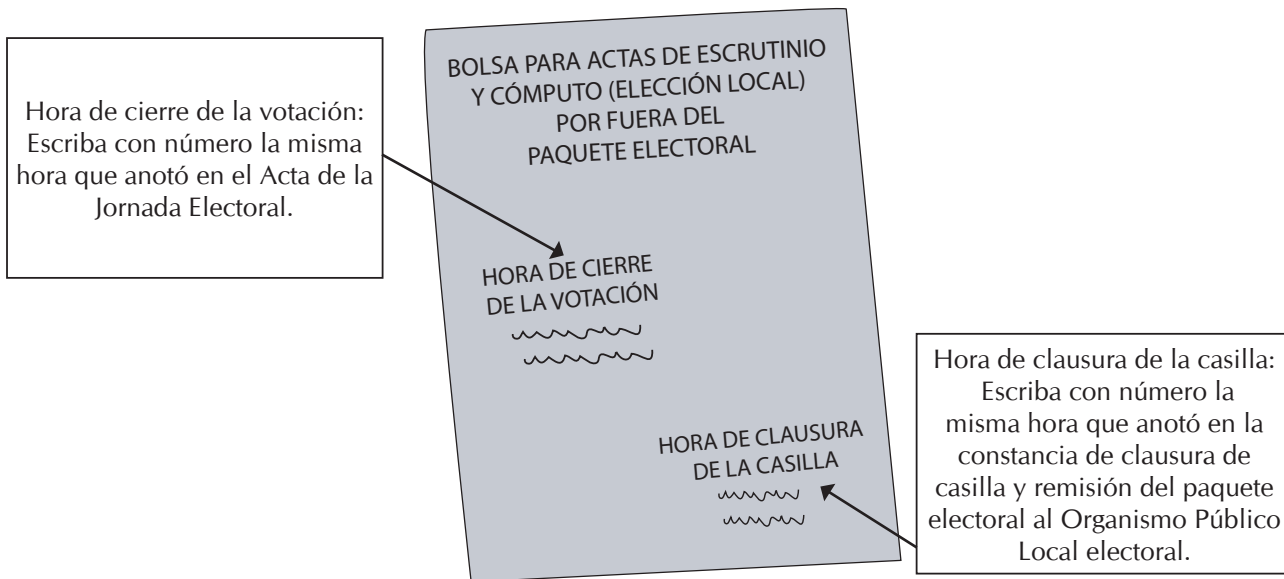 Hora de cierre de la votación:
Escriba con número la misma
hora que anotó en el Acta de la
Jornada Electoral.
BOLSA PARA ACTAS DE ESCRUTINIO
Y CÓMPUTO (ELECCIÓN LOCAL)
POR FUERA DEL
PAQUETE ELECTORAL
HORA DE CIERRE
DE LA VOTACIÓN
HORA DE CLAUSURA
DE LA CASILLA
Hora de clausura de la casilla:
Escriba con número la
misma hora que anotó en la
constancia de clausura de
casilla y remisión del paquete
electoral al Organismo Público
Local electoral.